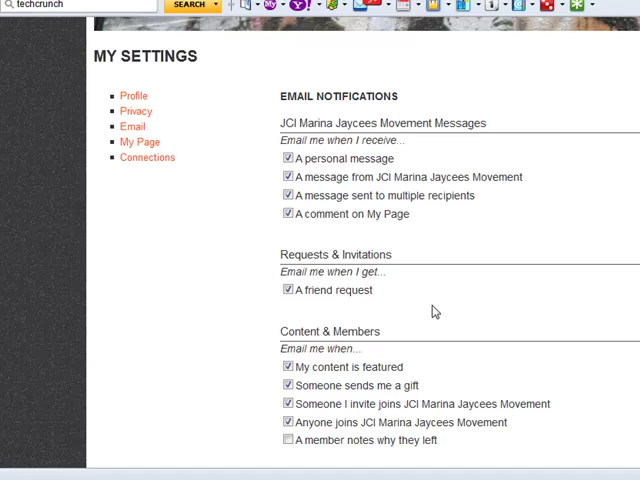 techcrunch
SEARCH
MY SETTINGS
Profile
Privacy
Email
My Page
Connections
EMAIL NOTIFICATIONS
JCI Marina Jaycees Movement Messages
Email me when I receive...
A personal message
A message from JCI Marina Jaycees Movement
A message sent to multiple recipients
A comment on My Page
Requests & Invitations
Email me when I get...
A friend request
Content & Members
Email me when...
My content is featured
Someone sends me a gift
Someone I invite joins JCI Marina Jaycees Movement
Anyone joins JCI Marina Jaycees Movement
A member notes why they left